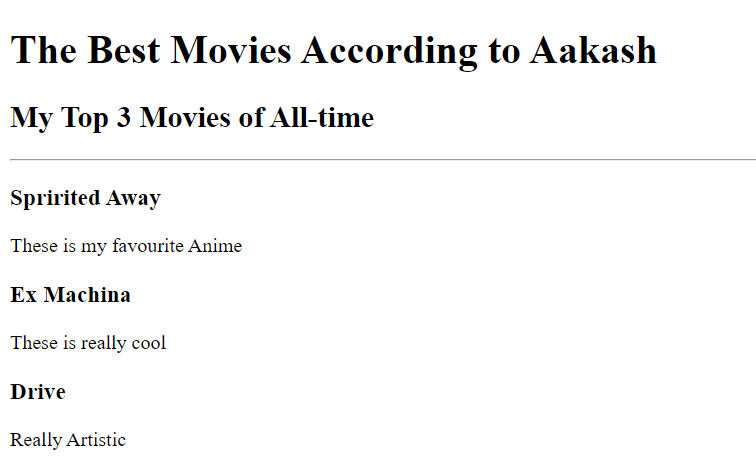 The Best Movies According to Aakash
My Top 3 Movies of All-time
Spririted Away
These is my favourite Anime
Ex Machina
These is really cool
Drive
Really Artistic